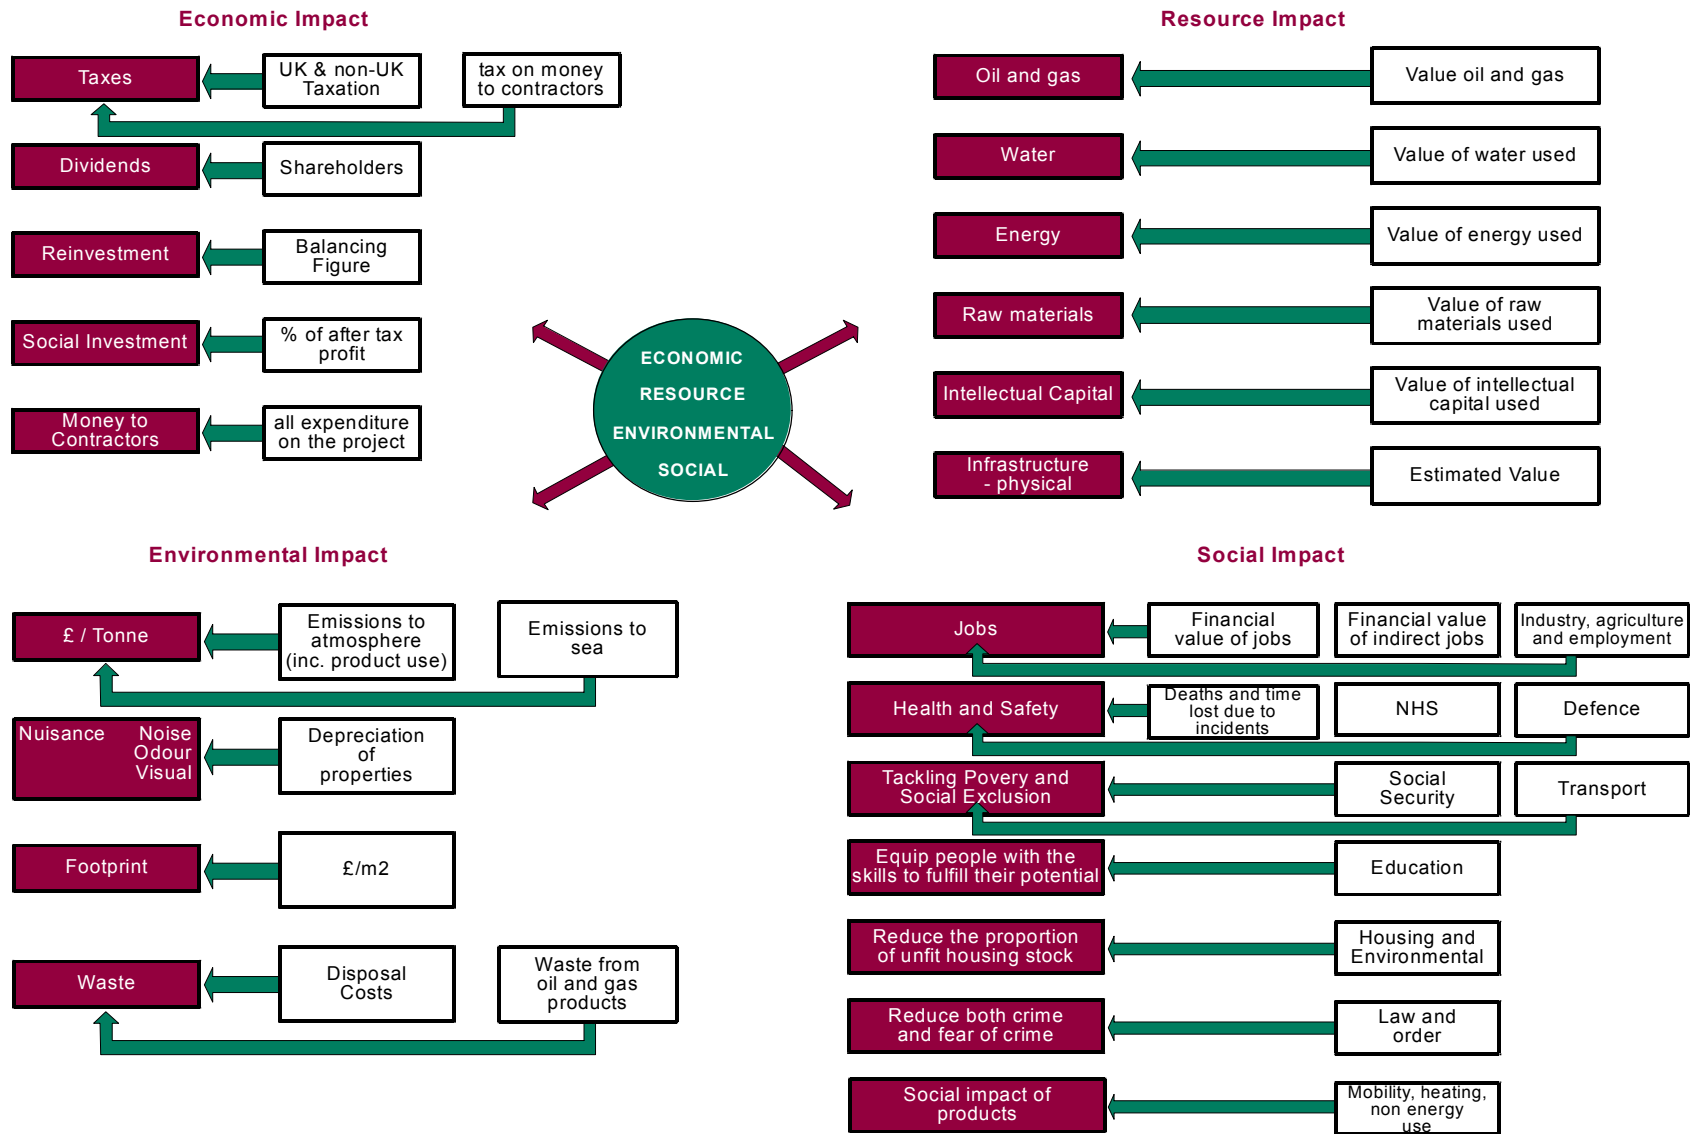 Economic Impact
Taxes
UK & non-UK
Taxation
tax on money
to contractors
Dividends
Shareholders
Reinvestment
Balancing
Figure
Social Investment
% of after tax
profit
Money to
Contractors
all expenditure
on the project
Resource Impact
Oil and gas
Value oil and gas
Water
Value of water used
Energy
Value of energy used
Raw materials
Value of raw
materials used
Intellectual Capital
Value of intellectual
capital used
Infrastructure
- physical
Estimated Value
ECONOMIC
RESOURCE
ENVIRONMENTAL
SOCIAL
Environmental Impact
£ / Tonne
Emissions to
atmosphere
(inc. product use)
Emissions to
sea
Nuisance Noise
Odour
Visual
Depreciation
of
properties
Footprint
£/m2
Waste
Disposal
Costs
Waste from
oil and gas
products
Social Impact
Jobs
Financial
value of jobs
Financial value
of indirect jobs
Industry, agriculture
and employment
Health and Safety
Deaths and time
lost due to
incidents
NHS
Defence
Tackling Povery and
Social Exclusion
Social
Security
Transport
Equip people with the
skills to fulfill their potential
Education
Reduce the proportion
of unfit housing stock
Housing and
Environmental
Reduce both crime
and fear of crime
Law and
order
Social impact of
products
Mobility, heating,
non energy
use